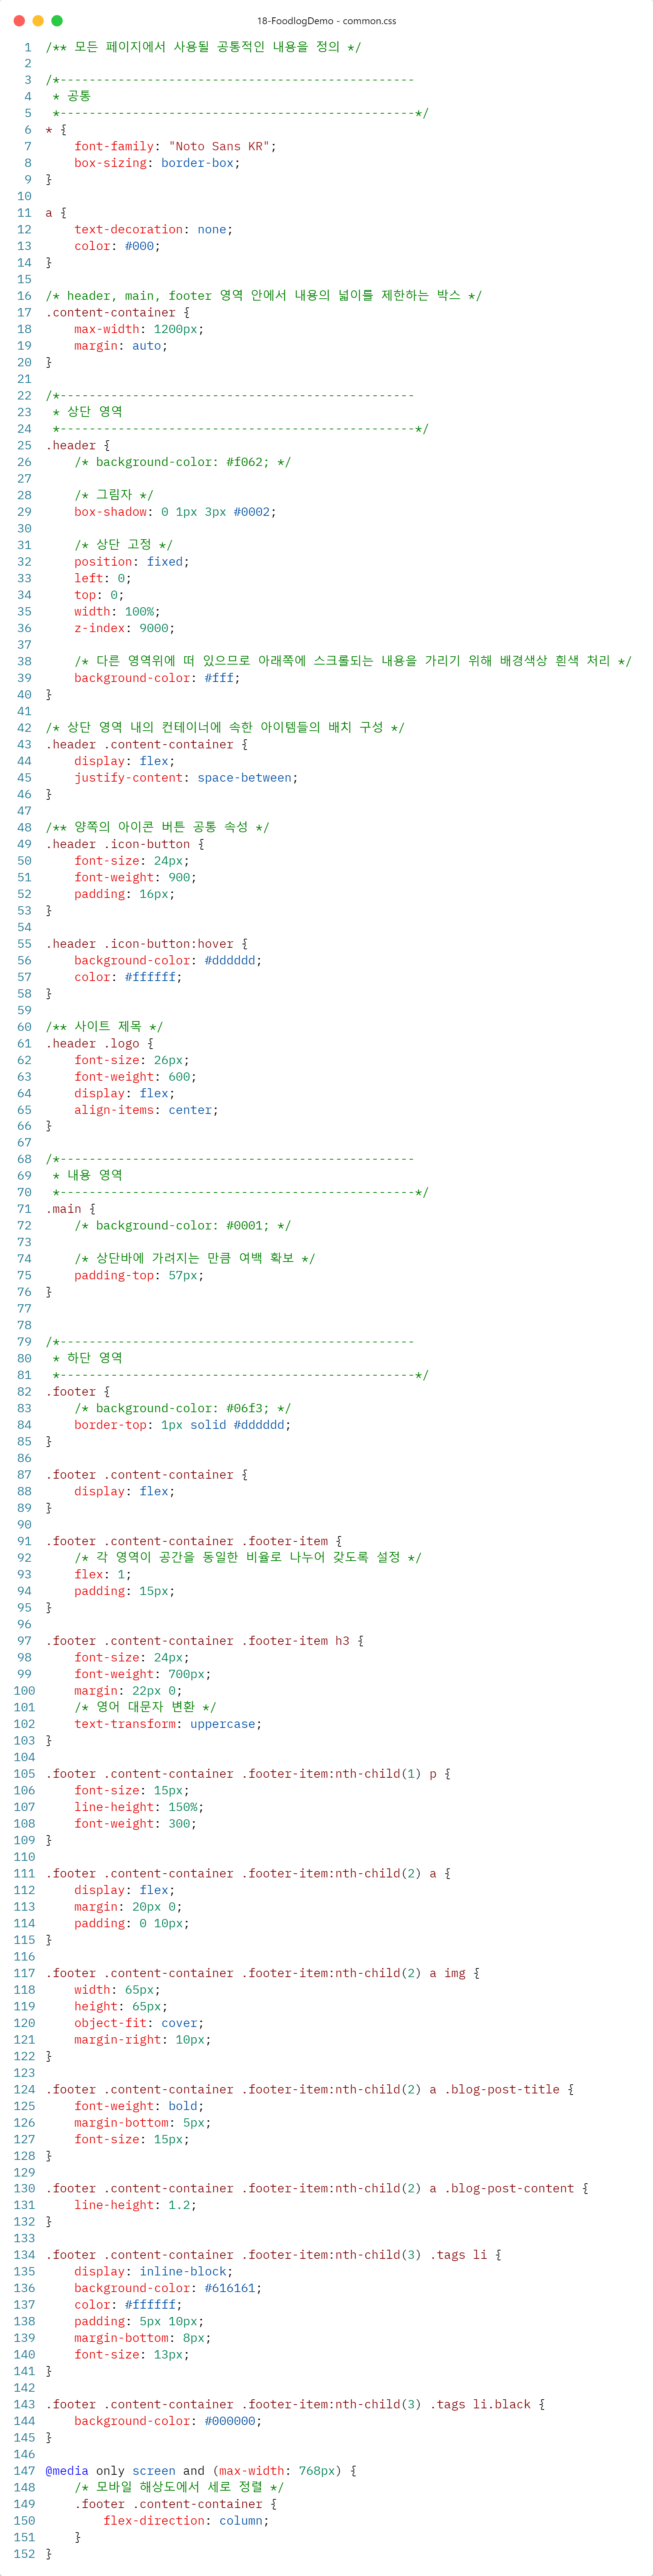 18-FoodlogDemo - common.css
1 /** 모든 페이지에서 사용될 공통적인 내용을 정의 */
2
3 /*-------------------------------------------------
4  * 공통
5  *-------------------------------------------------*/
6 * {
7     font-family: "Noto Sans KR";
8     box-sizing: border-box;
9 }
10
11 a {
12     text-decoration: none;
13     color: #000;
14 }
15
16 /* header, main, footer 영역 안에서 내용의 넓이를 제한하는 박스 */
17 .content-container {
18     max-width: 1200px;
19     margin: auto;
20 }
21
22 /*-------------------------------------------------
23  * 상단 영역
24  *-------------------------------------------------*/
25 .header {
26     /* background-color: #f062; */
27
28     /* 그림자 */
29     box-shadow: 0 1px 3px #0002;
30
31     /* 상단 고정 */
32     position: fixed;
33     left: 0;
34     top: 0;
35     width: 100%;
36     z-index: 9000;
37
38     /* 다른 영역위에 떠 있으므로 아래쪽에 스크롤되는 내용을 가리기 위해 배경색상 흰색 처리 */
39     background-color: #fff;
40 }
41
42 /* 상단 영역 내의 컨테이너에 속한 아이템들의 배치 구성 */
43 .header .content-container {
44     display: flex;
45     justify-content: space-between;
46 }
47
48 /** 양쪽의 아이콘 버튼 공통 속성 */
49 .header .icon-button {
50     font-size: 24px;
51     font-weight: 900;
52     padding: 16px;
53 }
54
55 .header .icon-button:hover {
56     background-color: #dddddd;
57     color: #ffffff;
58 }
59
60 /** 사이트 제목 */
61 .header .logo {
62     font-size: 26px;
63     font-weight: 600;
64     display: flex;
65     align-items: center;
66 }
67
68 /*-------------------------------------------------
69  * 내용 영역
70  *-------------------------------------------------*/
71 .main {
72     /* background-color: #0001; */
73
74     /* 상단바에 가려지는 만큼 여백 확보 */
75     padding-top: 57px;
76 }
77
78
79 /*-------------------------------------------------
80  * 하단 영역
81  *-------------------------------------------------*/
82 .footer {
83     /* background-color: #06f3; */
84     border-top: 1px solid #dddddd;
85 }
86
87 .footer .content-container {
88     display: flex;
89 }
90
91 .footer .content-container .footer-item {
92     /* 각 영역이 공간을 동일한 비율로 나누어 갖도록 설정 */
93     flex: 1;
94     padding: 15px;
95 }
96
97 .footer .content-container .footer-item h3 {
98     font-size: 24px;
99     font-weight: 700px;
100     margin: 22px 0;
101     /* 영어 대문자 변환 */
102     text-transform: uppercase;
103 }
104
105 .footer .content-container .footer-item:nth-child(1) p {
106     font-size: 15px;
107     line-height: 150%;
108     font-weight: 300;
109 }
110
111 .footer .content-container .footer-item:nth-child(2) a {
112     display: flex;
113     margin: 20px 0;
114     padding: 0 10px;
115 }
116
117 .footer .content-container .footer-item:nth-child(2) a img {
118     width: 65px;
119     height: 65px;
120     object-fit: cover;
121     margin-right: 10px;
122 }
123
124 .footer .content-container .footer-item:nth-child(2) a .blog-post-title {
125     font-weight: bold;
126     margin-bottom: 5px;
127     font-size: 15px;
128 }
129
130 .footer .content-container .footer-item:nth-child(2) a .blog-post-content {
131     line-height: 1.2;
132 }
133
134 .footer .content-container .footer-item:nth-child(3) .tags li {
135     display: inline-block;
136     background-color: #616161;
137     color: #ffffff;
138     padding: 5px 10px;
139     margin-bottom: 8px;
140     font-size: 13px;
141 }
142
143 .footer .content-container .footer-item:nth-child(3) .tags li.black {
144     background-color: #000000;
145 }
146
147 @media only screen and (max-width: 768px) {
148     /* 모바일 해상도에서 세로 정렬 */
149     .footer .content-container {
150         flex-direction: column;
151     }
152 }